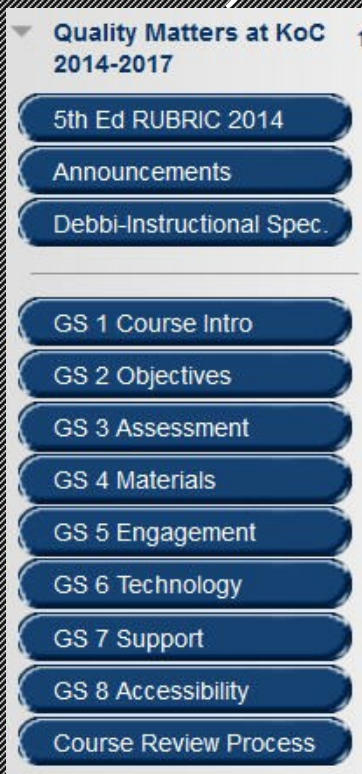 Quality Matters at KoC
2014-2017
5th Ed RUBRIC 2014
Announcements
Debbi-Instructional Spec.
GS 1 Course Intro
GS 2 Objectives
GS 3 Assessment
GS 4 Materials
GS 5 Engagement
GS 6 Technology
GS 7 Support
GS 8 Accessibility
Course Review Process